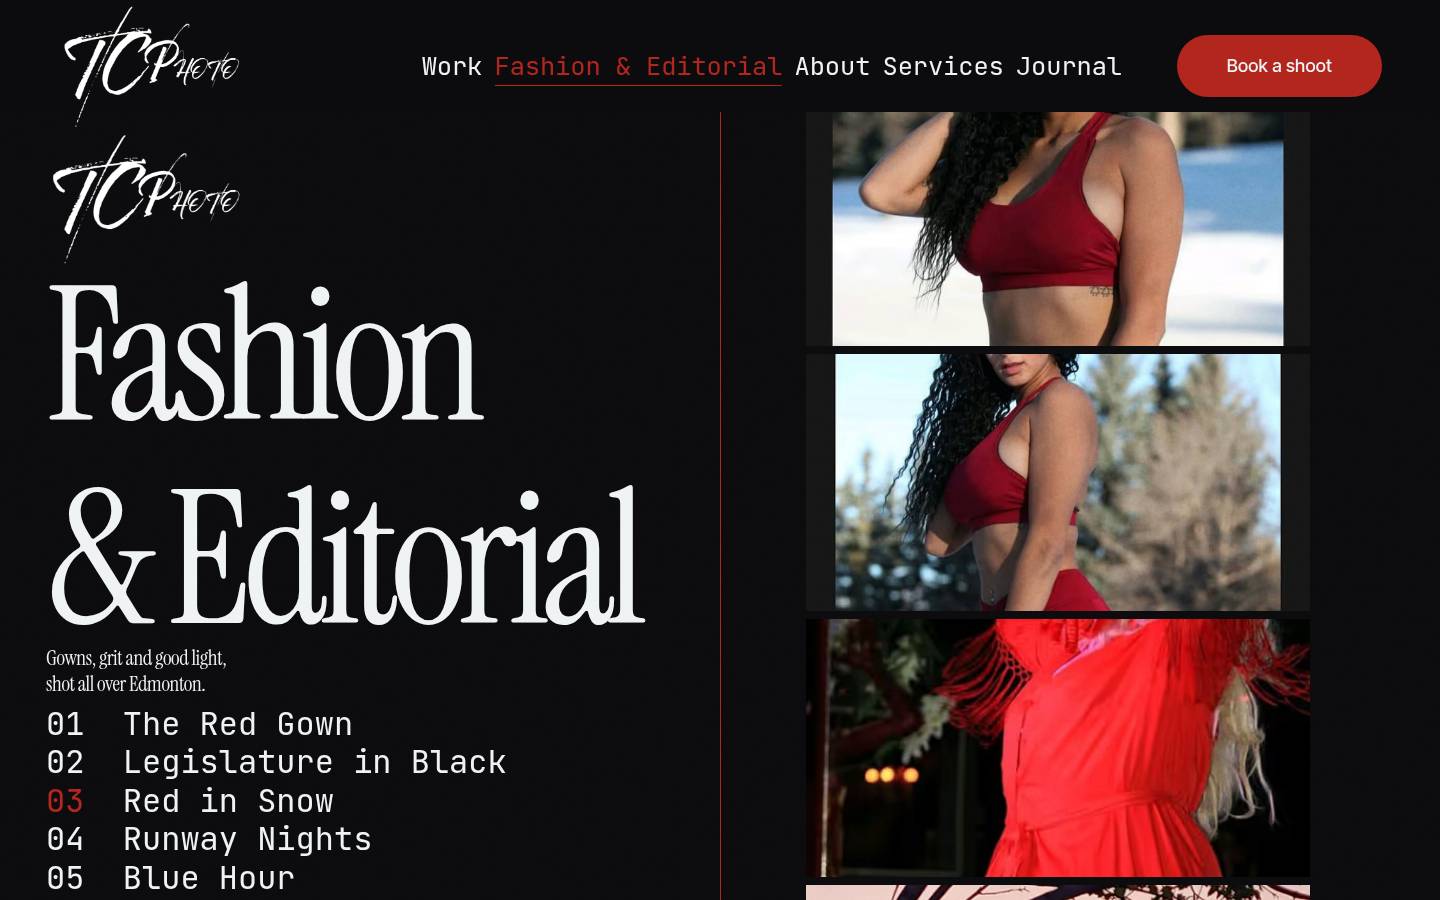 TCPhoto
Work Fashion & Editorial About Services Journal
Book a shoot
TCPhoto
Fashion
& Editorial
Gowns, grit and good light,
shot all over Edmonton.
01 The Red Gown
02 Legislature in Black
03 Red in Snow
04 Runway Nights
05 Blue Hour